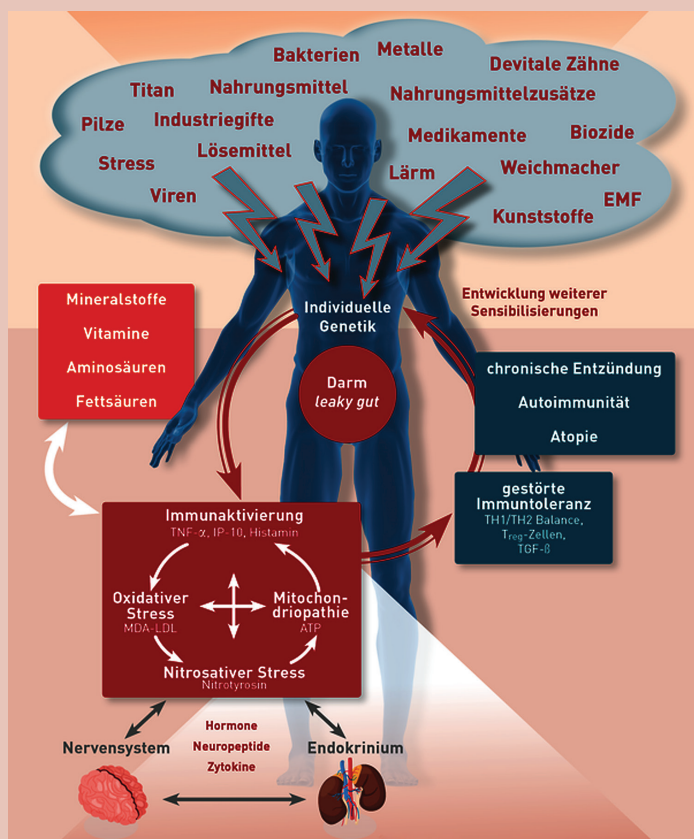 Bakterien
Metalle
Devitale Zähne
Titan
Nahrungsmittel
Nahrungsmittelzusätze
Pilze
Industriegifte
Medikamente
Biozide
Stress
Lösemittel
Lärm
Weichmacher
Viren
EMF
Kunststoffe
Mineralstoffe
Vitamine
Aminosäuren
Fettsäuren
Individuelle
Genetik
Entwicklung weiterer
Sensibilisierungen
Darm
leaky gut
chronische Entzündung
Autoimmunität
Atopie
gestörte
Immuntoleranz
TH1/TH2 Balance,
Treg-Zellen,
TGF-ß
Immunaktivierung
TNF-α, IP-10, Histamin
Oxidativer
Stress
MDA-LDL
Mitochon-
driopathie
ATP
Nitrosativer Stress
Nitrotyrosin
Nervensystem
Hormone
Neuropeptide
Zytokine
Endokrinium